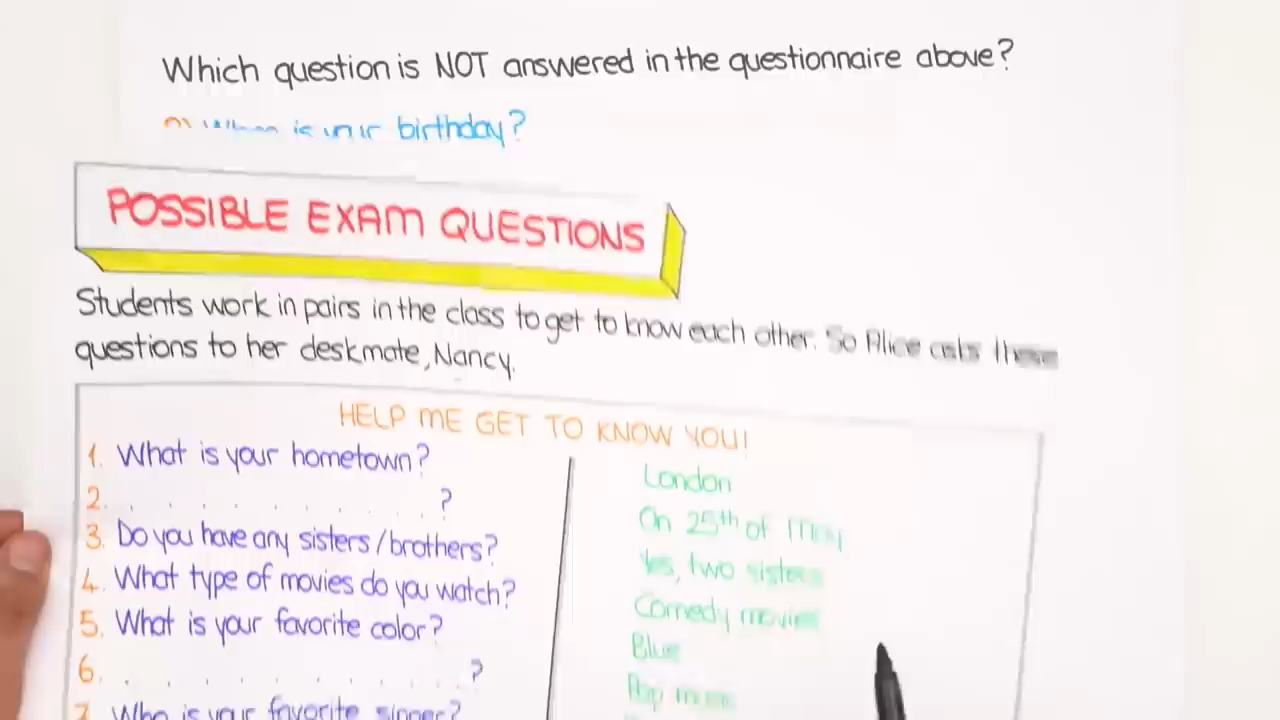 Which question is NOT answered in the questionnaire above?
is birthday?
POSSIBLE EXAM QUESTIONS
Students work in pairs in the class to get to know each other. So Alice asks these
questions to her deskmate, Nancy.
HELP ME GET TO KNOW YOU!
1. What is your hometown?
London
2. . . . . . . . . . ?
On 25th of May
3. Do you have any sisters/brothers?
Yes, two sisters
4. What type of movies do you watch?
Comedy movies
5. What is your favorite color?
Blue
6. . . . . . . . . . ?
Pop music
7. Who is your favorite singer?